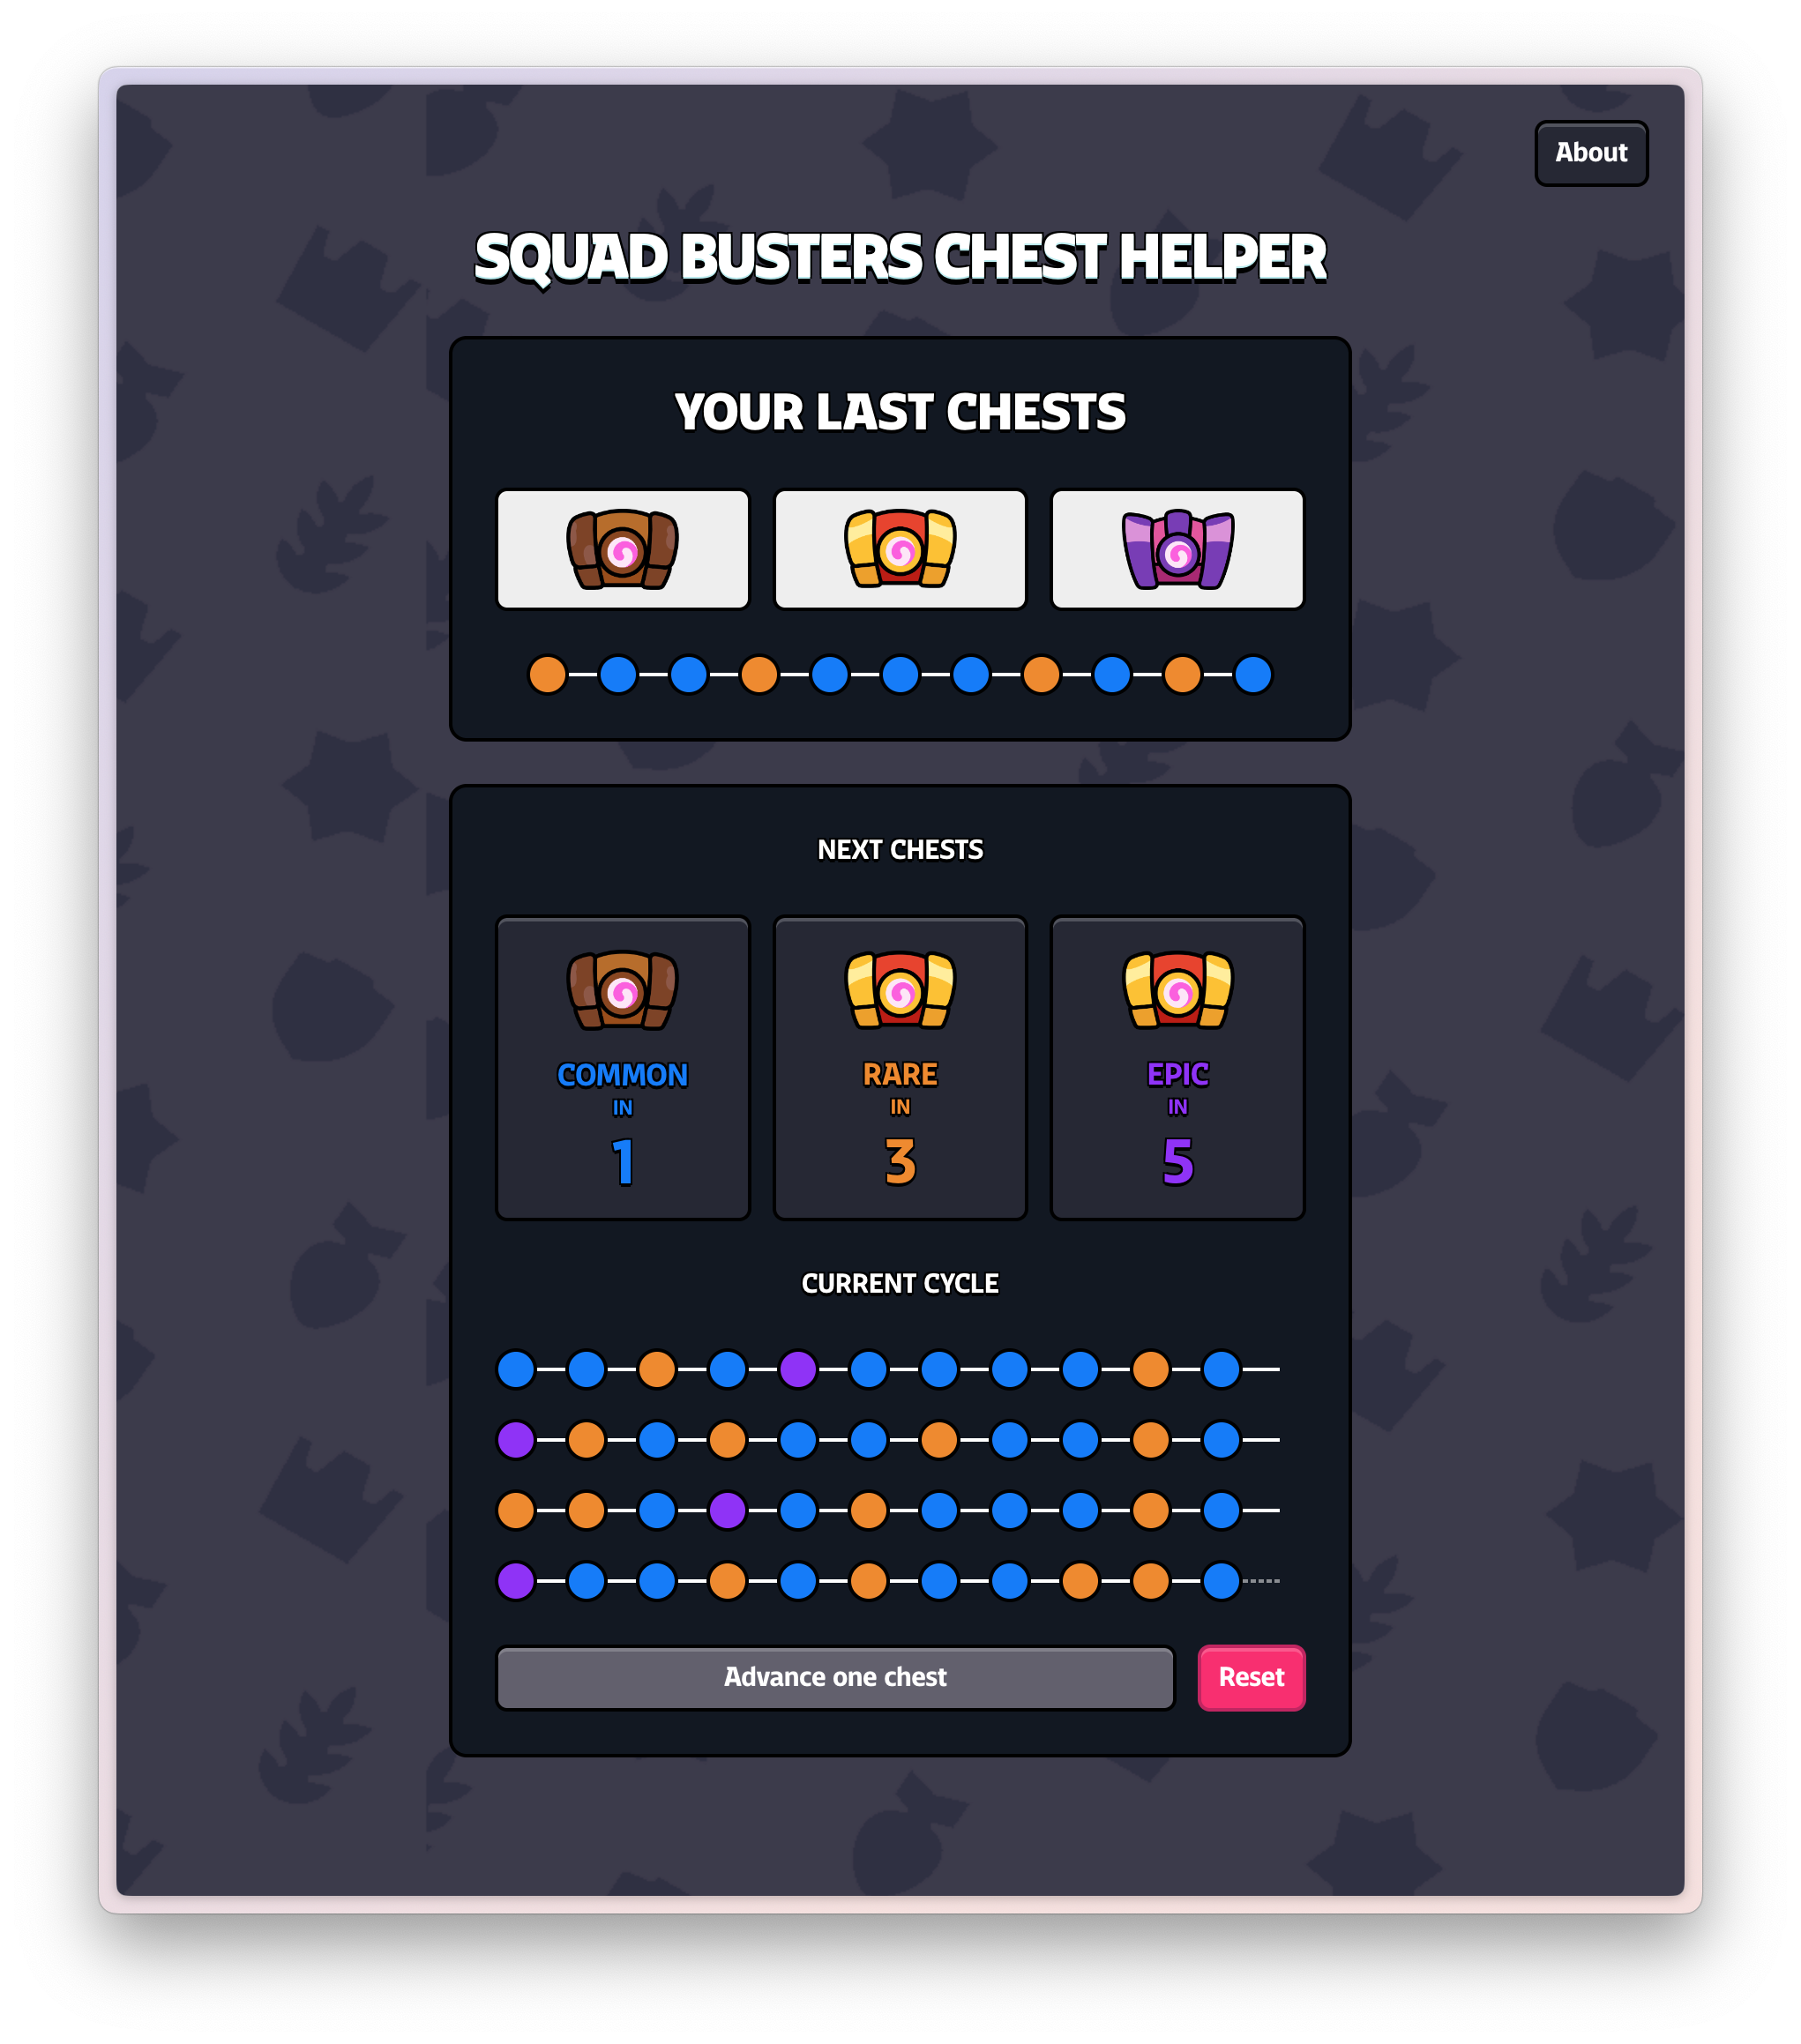 About
SQUAD BUSTERS CHEST HELPER
YOUR LAST CHESTS
NEXT CHESTS
COMMON
IN
1
RARE
IN
3
EPIC
IN
5
CURRENT CYCLE
Advance one chest
Reset